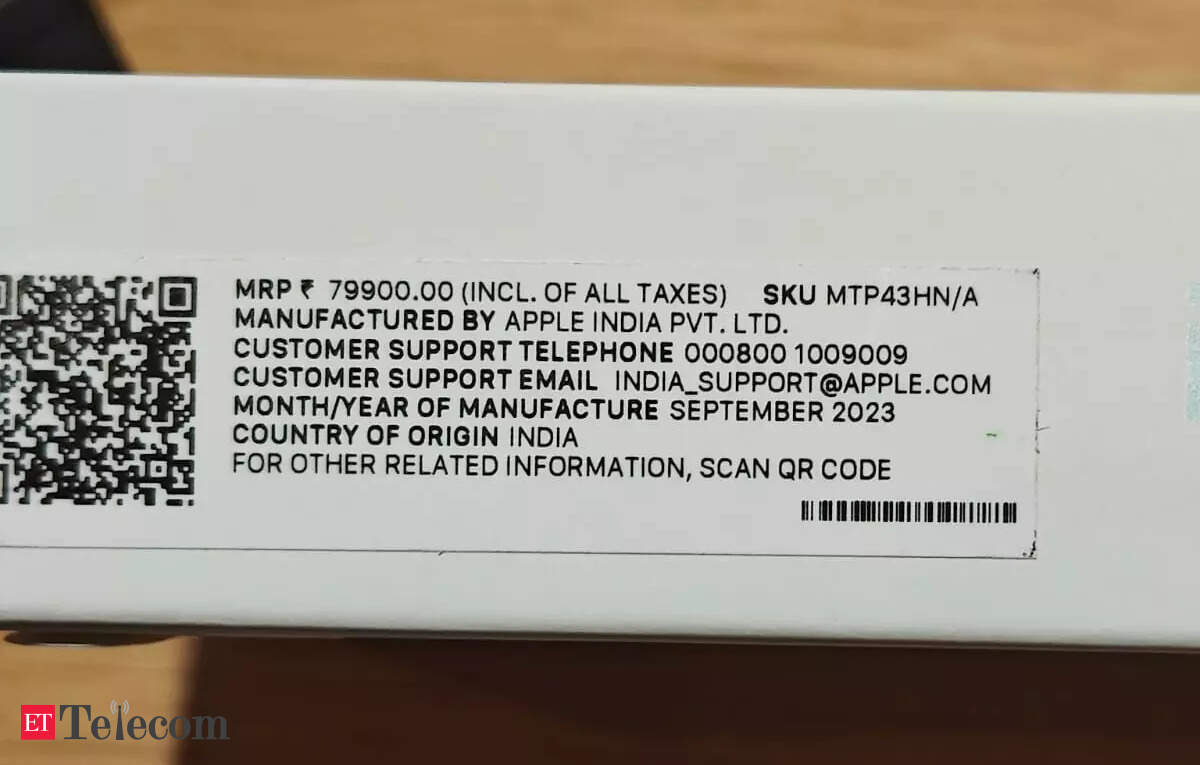 MRP ₹ 79900.00 (INCL. OF ALL TAXES) SKU MTP43HN/A
MANUFACTURED BY APPLE INDIA PVT. LTD.
CUSTOMER SUPPORT TELEPHONE 000800 1009009
CUSTOMER SUPPORT EMAIL INDIA_SUPPORT@APPLE.COM
MONTH/YEAR OF MANUFACTURE SEPTEMBER 2023
COUNTRY OF ORIGIN INDIA
FOR OTHER RELATED INFORMATION, SCAN QR CODE
ET Telecom